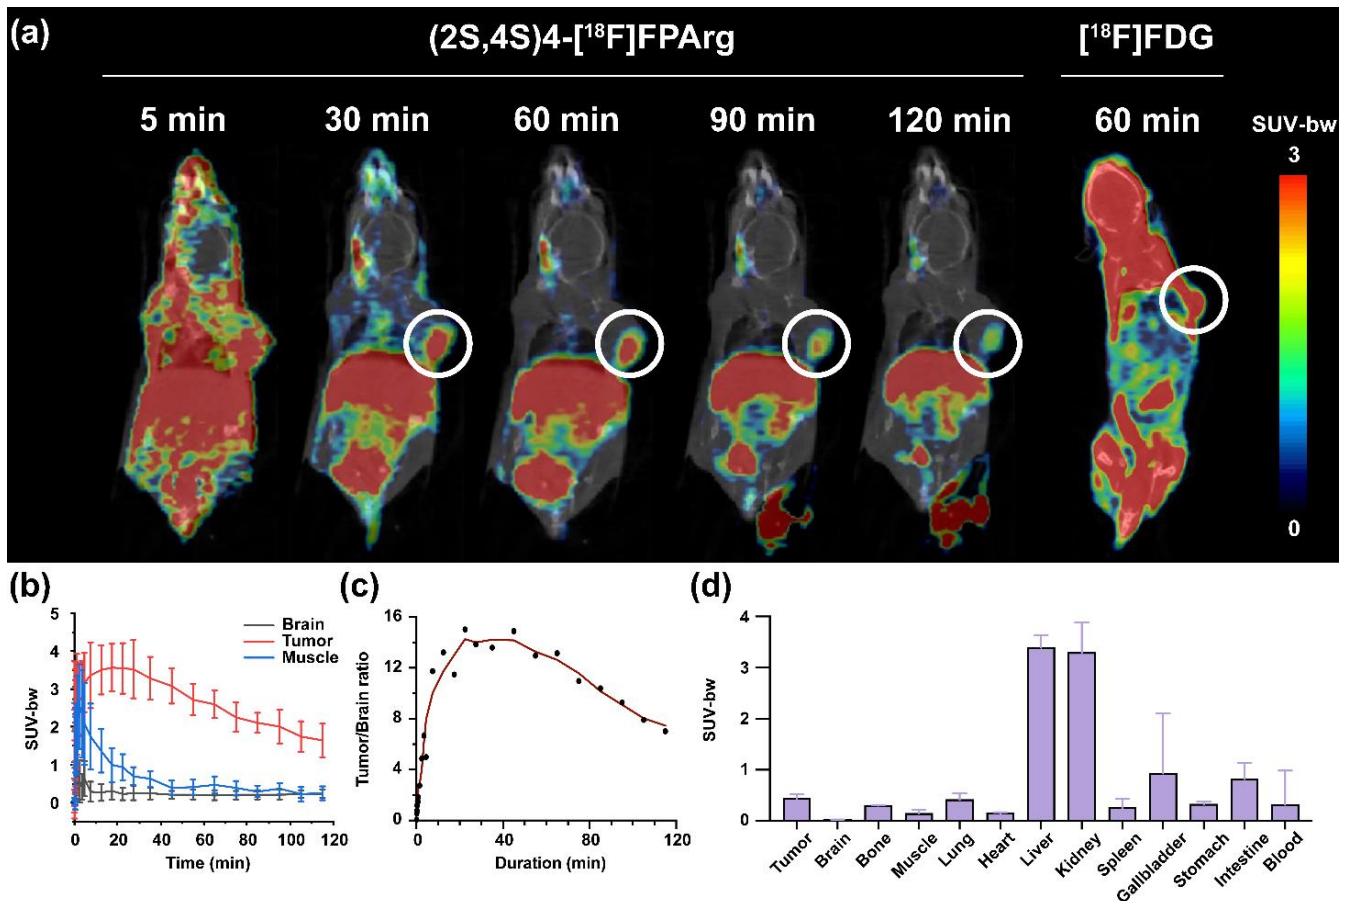 (a)
(2S,4S)4-[¹⁸F]FPArg
[¹⁸F]FDG
5 min
30 min
60 min
90 min
120 min
60 min
SUV-bw
3
0
(b)
5
4
3
2
1
0
SUV-bw
Brain
Tumor
Muscle
0 20 40 60 80 100 120
Time (min)
(c)
16
12
8
4
0
Tumor/Brain ratio
0 40 80 120
Duration (min)
(d)
4
3
2
1
0
SUV-bw
Tumor
Brain
Bone
Muscle
Lung
Heart
Liver
Kidney
Spleen
Gallbladder
Stomach
Intestine
Blood